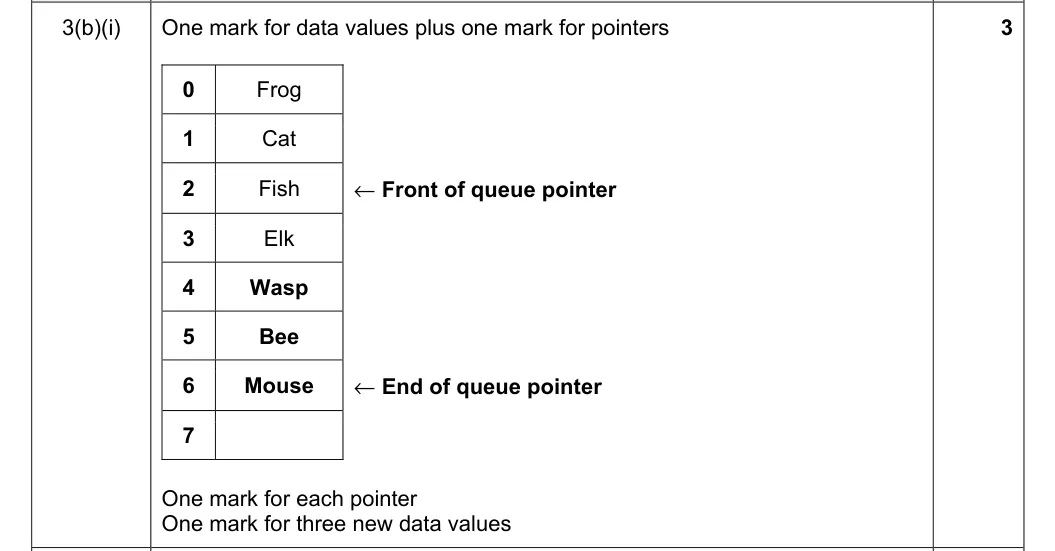 3(b)(i) One mark for data values plus one mark for pointers 3
0 Frog
1 Cat
2 Fish ← Front of queue pointer
3 Elk
4 Wasp
5 Bee
6 Mouse ← End of queue pointer
7
One mark for each pointer
One mark for three new data values